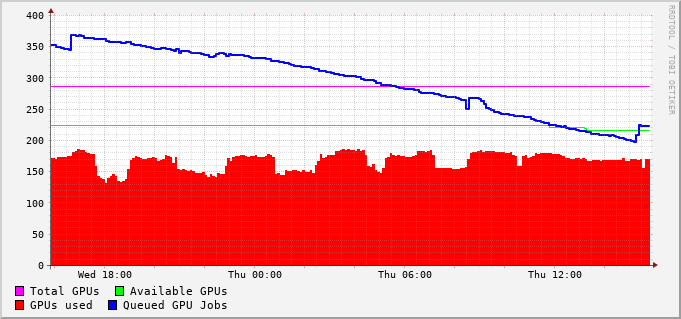 400
350
300
250
200
150
100
50
0
Wed 18:00 Thu 00:00 Thu 06:00 Thu 12:00
Total GPUs Available GPUs
GPUs used Queued GPU Jobs
RRDTOOL / TOBI OETIKER